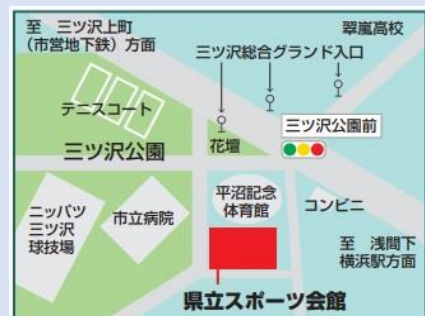 至 三ツ沢上町
(市営地下鉄)方面
翠嵐高校
三ツ沢総合グランド入口
テニスコート
三ツ沢公園前
三ツ沢公園
花壇
平沼記念
体育館
コンビニ
ニッパツ
三ツ沢
球技場
市立病院
至 浅間下
横浜駅方面
県立スポーツ会館